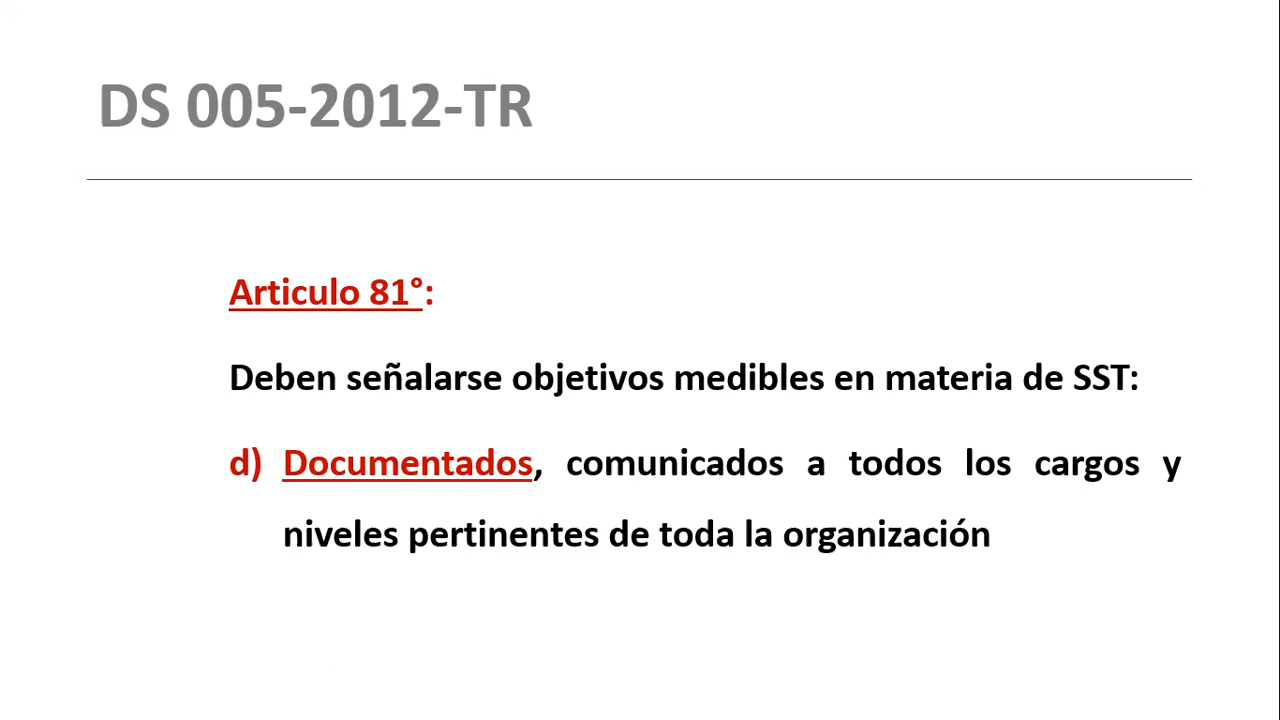 DS 005-2012-TR
Articulo 81°:
Deben señalarse objetivos medibles en materia de SST:
d) Documentados, comunicados a todos los cargos y
niveles pertinentes de toda la organización